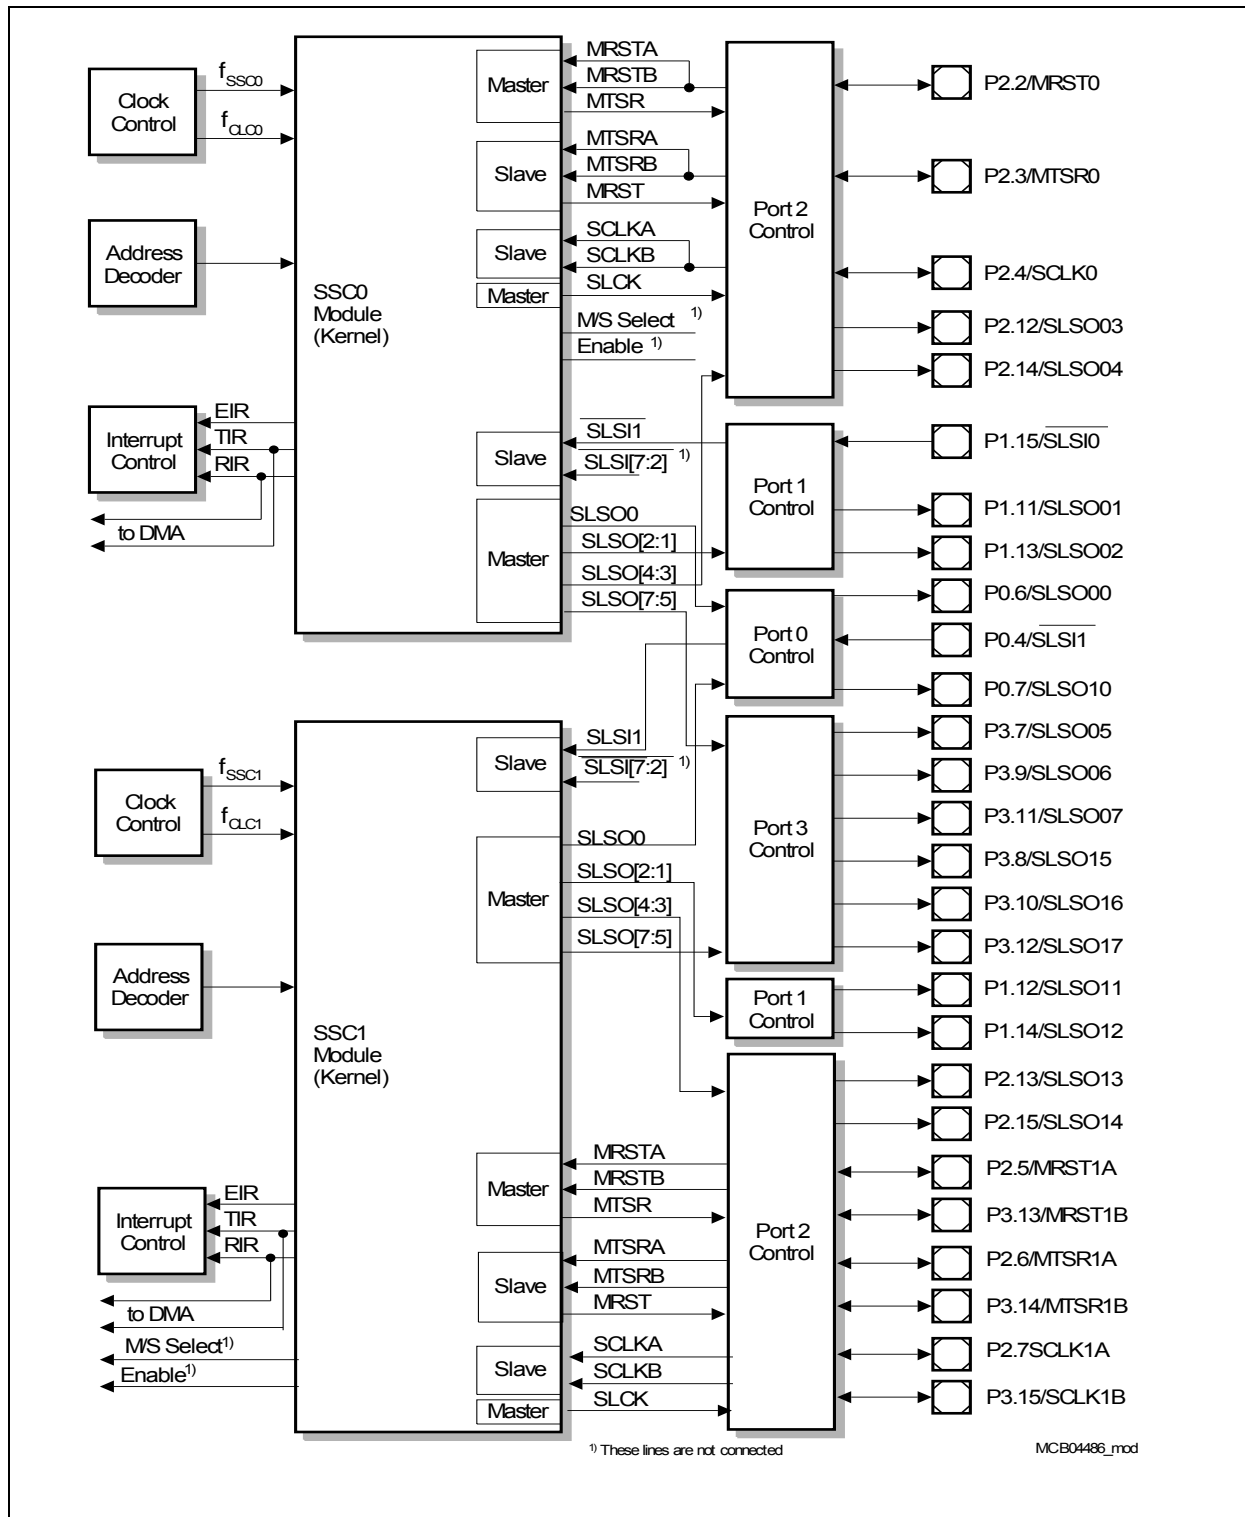 Clock
Control
fSSC0
fCLC0
Address
Decoder
Interrupt
Control
EIR
TIR
RIR
to DMA
SSC0
Module
(Kernel)
Master
MRSTA
MRSTB
MTSR
Slave
MTSRA
MTSRB
MRST
Slave
SCLKA
SCLKB
Master
SLCK
M/S Select 1)
Enable 1)
Slave
SLSI1
SLSI[7:2] 1)
Master
SLSO0
SLSO[2:1]
SLSO[4:3]
SLSO[7:5]
Port 2
Control
P2.2/MRST0
P2.3/MTSR0
P2.4/SCLK0
P2.12/SLSO03
P2.14/SLSO04
Port 1
Control
P1.15/SLSI0
P1.11/SLSO01
P1.13/SLSO02
Port 0
Control
P0.6/SLSO00
P0.4/SLSI1
P0.7/SLSO10
Clock
Control
fSSC1
fCLC1
Address
Decoder
Interrupt
Control
EIR
TIR
RIR
to DMA
M/S Select1)
Enable1)
SSC1
Module
(Kernel)
Slave
SLSI1
SLSI[7:2] 1)
Master
SLSO0
SLSO[2:1]
SLSO[4:3]
SLSO[7:5]
Master
MRSTA
MRSTB
MTSR
Slave
MTSRA
MTSRB
MRST
Slave
SCLKA
SCLKB
Master
SLCK
Port 3
Control
P3.7/SLSO05
P3.9/SLSO06
P3.11/SLSO07
P3.8/SLSO15
P3.10/SLSO16
P3.12/SLSO17
Port 1
Control
P1.12/SLSO11
P1.14/SLSO12
Port 2
Control
P2.13/SLSO13
P2.15/SLSO14
P2.5/MRST1A
P3.13/MRST1B
P2.6/MTSR1A
P3.14/MTSR1B
P2.7SCLK1A
P3.15/SCLK1B
1) These lines are not connected
MCB04486_mod